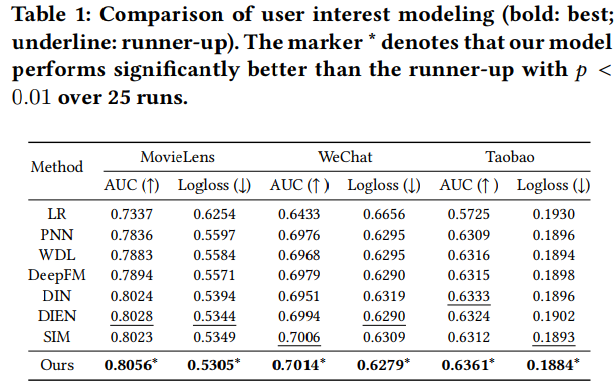 Table 1: Comparison of user interest modeling (bold: best;
underline: runner-up). The marker * denotes that our model
performs significantly better than the runner-up with p <
0.01 over 25 runs.
Method MovieLens WeChat Taobao
AUC (↑) Logloss (↓) AUC (↑) Logloss (↓) AUC (↑) Logloss (↓)
LR 0.7337 0.6254 0.6433 0.6656 0.5725 0.1930
PNN 0.7836 0.5597 0.6976 0.6295 0.6309 0.1896
WDL 0.7883 0.5584 0.6968 0.6295 0.6316 0.1894
DeepFM 0.7894 0.5571 0.6979 0.6290 0.6315 0.1898
DIN 0.8024 0.5394 0.6951 0.6319 0.6333 0.1896
DIEN 0.8028 0.5344 0.6994 0.6290 0.6324 0.1902
SIM 0.8023 0.5349 0.7006 0.6309 0.6312 0.1893
Ours 0.8056* 0.5305* 0.7014* 0.6279* 0.6361* 0.1884*